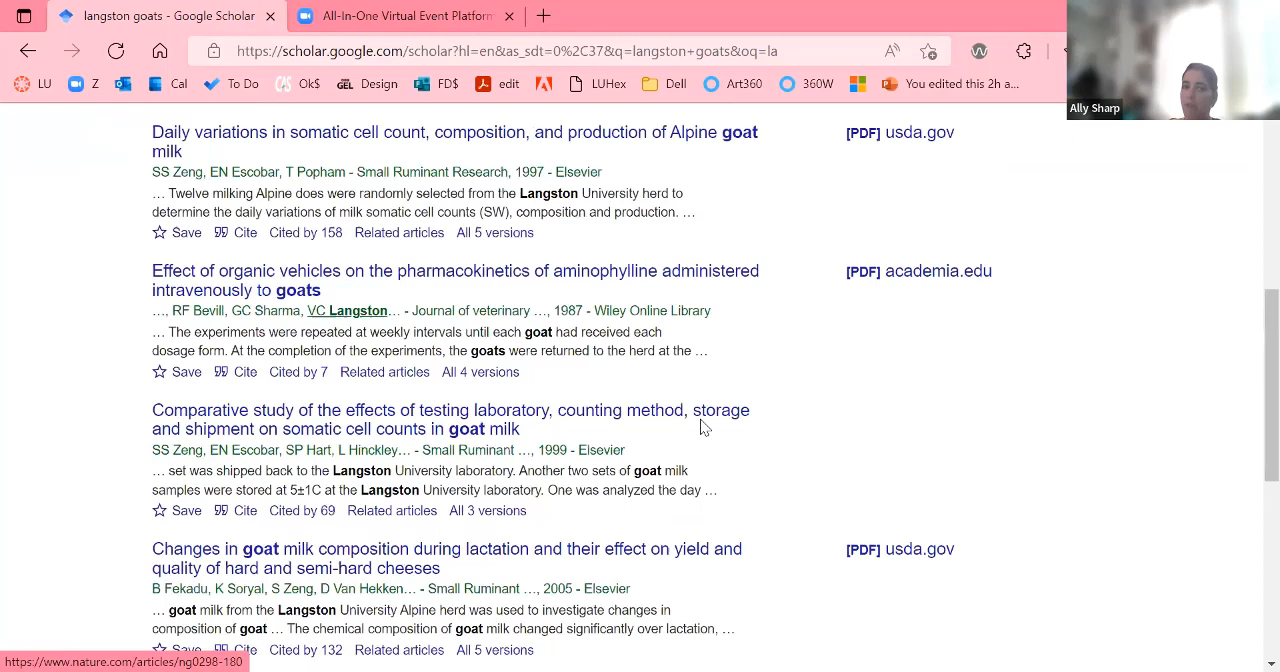 langston goats - Google Scholar
All-In-One Virtual Event Platform
https://scholar.google.com/scholar?hl=en&as_sdt=0%2C37&q=langston+goats&oq=la
LU
Z
Cal
To Do
OkS
GEL Design
FDS
edit
LUHex
Dell
Art360
360W
You edited this 2h a...
Ally Sharp
Daily variations in somatic cell count, composition, and production of Alpine goat
milk
[PDF] usda.gov
SS Zeng, EN Escobar, T Popham - Small Ruminant Research, 1997 - Elsevier
… Twelve milking Alpine does were randomly selected from the Langston University herd to
determine the daily variations of milk somatic cell counts (SW), composition and production. …
Save Cite Cited by 158 Related articles All 5 versions
Effect of organic vehicles on the pharmacokinetics of aminophylline administered
intravenously to goats
[PDF] academia.edu
…, RF Bevill, GC Sharma, VC Langston… - Journal of veterinary …, 1987 - Wiley Online Library
… The experiments were repeated at weekly intervals until each goat had received each
dosage form. At the completion of the experiments, the goats were returned to the herd at the …
Save Cite Cited by 7 Related articles All 4 versions
Comparative study of the effects of testing laboratory, counting method, storage
and shipment on somatic cell counts in goat milk
SS Zeng, EN Escobar, SP Hart, L Hinckley… - Small Ruminant …, 1999 - Elsevier
… set was shipped back to the Langston University laboratory. Another two sets of goat milk
samples were stored at 5±1C at the Langston University laboratory. One was analyzed the day …
Save Cite Cited by 69 Related articles All 3 versions
Changes in goat milk composition during lactation and their effect on yield and
quality of hard and semi-hard cheeses
[PDF] usda.gov
B Fekadu, K Soryal, S Zeng, D Van Hekken… - Small Ruminant …, 2005 - Elsevier
… goat milk from the Langston University Alpine herd was used to investigate changes in
composition of goat … The chemical composition of goat milk changed significantly over lactation, …
Save Cite Cited by 132 Related articles All 5 versions
https://www.nature.com/articles/ng0298-180